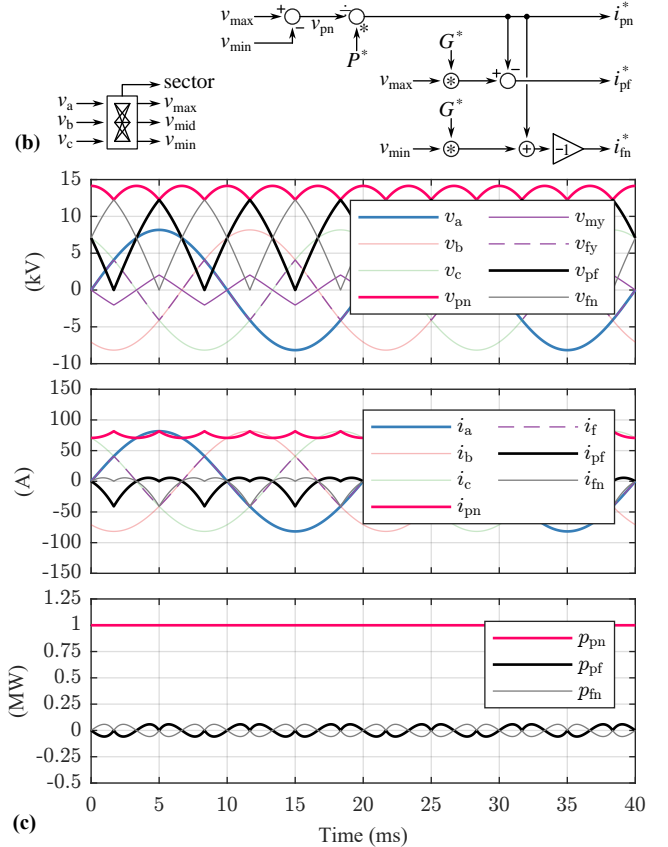 v_max + v_pn ÷ i*_pn
v_min − *
P*
G* + −
v_max * i*_pf
sector
v_a v_max
v_b v_mid
v_c v_min
G*
(b) v_min * + −1 i*_fn
15
10
5
0
-5
-10
(kV)
v_a v_my
v_b v_fy
v_c v_pf
v_pn v_fn
150
100
50
0
-50
-100
-150
(A)
i_a i_f
i_b i_pf
i_c i_fn
i_pn
1.25
1
0.75
0.5
0.25
0
-0.25
-0.5
(MW)
p_pn
p_pf
p_fn
0 5 10 15 20 25 30 35 40
(c) Time (ms)